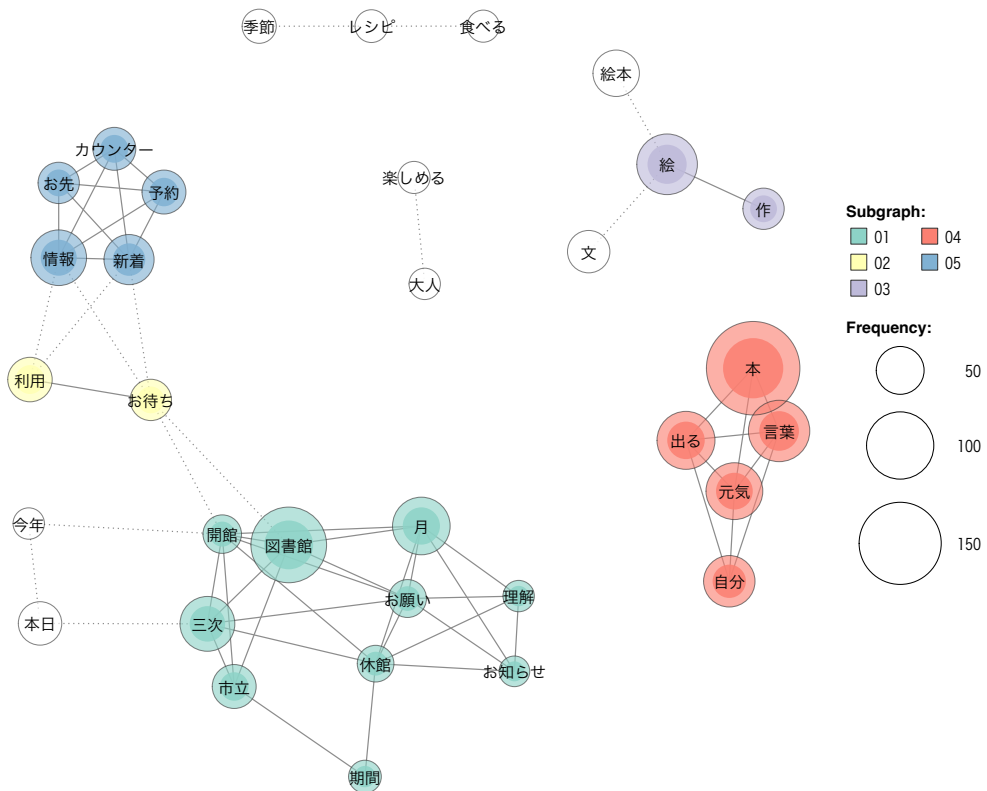 季節
レシピ
食べる
絵本
カウンター
お先
予約
絵
楽しめる
作
文
情報
新着
大人
利用
お待ち
本
出る
言葉
元気
自分
今年
開館
図書館
月
本日
三次
お願い
理解
休館
お知らせ
市立
期間
Subgraph:
01
04
02
05
03
Frequency:
50
100
150